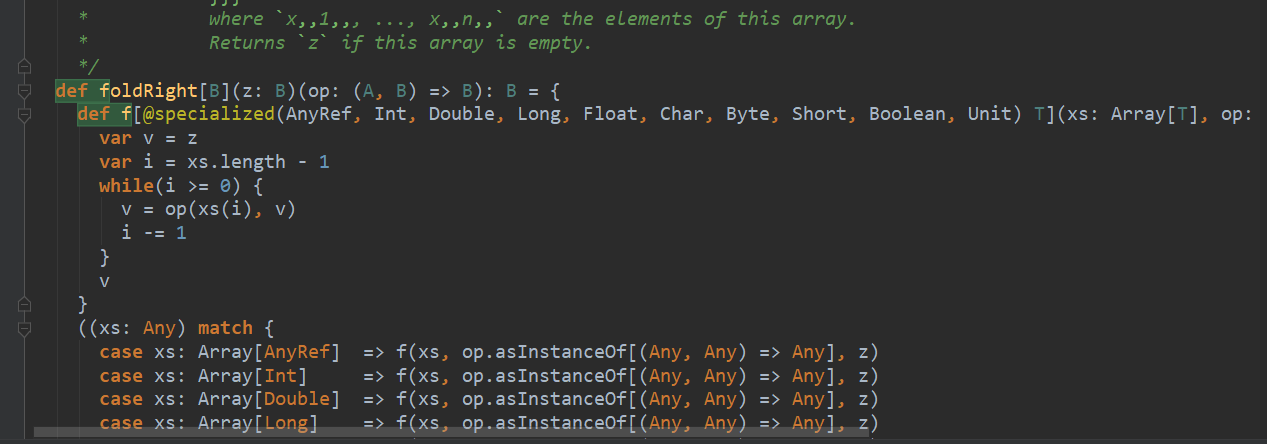 * where `x,,1,,, ..., x,,n,,` are the elements of this array.
* Returns `z` if this array is empty.
*/
def foldRight[B](z: B)(op: (A, B) => B): B = {
def f[@specialized(AnyRef, Int, Double, Long, Float, Char, Byte, Short, Boolean, Unit) T](xs: Array[T], op:
var v = z
var i = xs.length - 1
while(i >= 0) {
v = op(xs(i), v)
i -= 1
}
v
}
((xs: Any) match {
case xs: Array[AnyRef] => f(xs, op.asInstanceOf[(Any, Any) => Any], z)
case xs: Array[Int] => f(xs, op.asInstanceOf[(Any, Any) => Any], z)
case xs: Array[Double] => f(xs, op.asInstanceOf[(Any, Any) => Any], z)
case xs: Array[Long] => f(xs, op.asInstanceOf[(Any, Any) => Any], z)